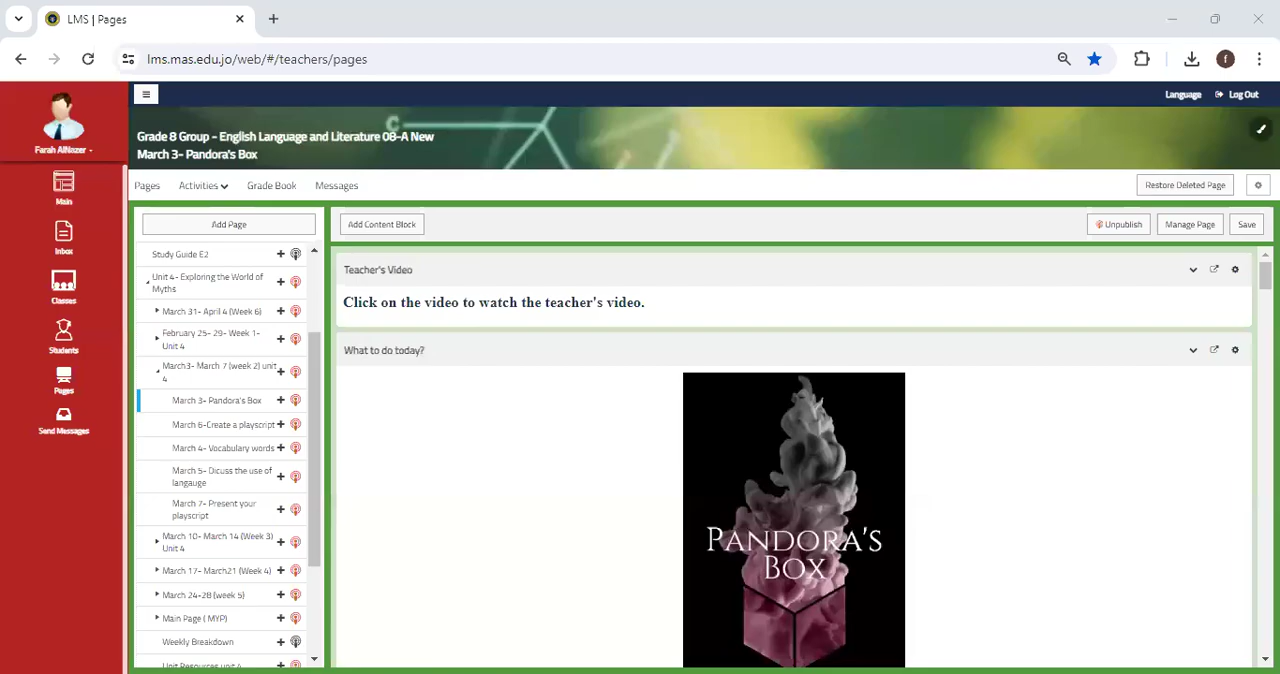 LMS | Pages
lms.mas.edu.jo/web/#/teachers/pages
f
Language
Log Out
Farah AlNazer
Grade 8 Group - English Language and Literature 08-A New
March 3- Pandora's Box
Pages
Activities
Grade Book
Messages
Restore Deleted Page
Main
Inbox
Classes
Students
Pages
Send Messages
Add Page
Study Guide E2
Unit 4- Exploring the World of
Myths
March 31- April 4 (Week 6)
February 25- 29- Week 1-
Unit 4
March3- March 7 (week 2) unit
4
March 3- Pandora's Box
March 6-Create a playscript
March 4- Vocabulary words
March 5- Dicuss the use of
langauge
March 7- Present your
playscript
March 10- March 14 (Week 3)
Unit 4
March 17- March21 (Week 4)
March 24-28 (week 5)
Main Page ( MYP)
Weekly Breakdown
Unit Resources unit 4
Add Content Block
Unpublish
Manage Page
Save
Teacher's Video
Click on the video to watch the teacher's video.
What to do today?
PANDORA'S
BOX